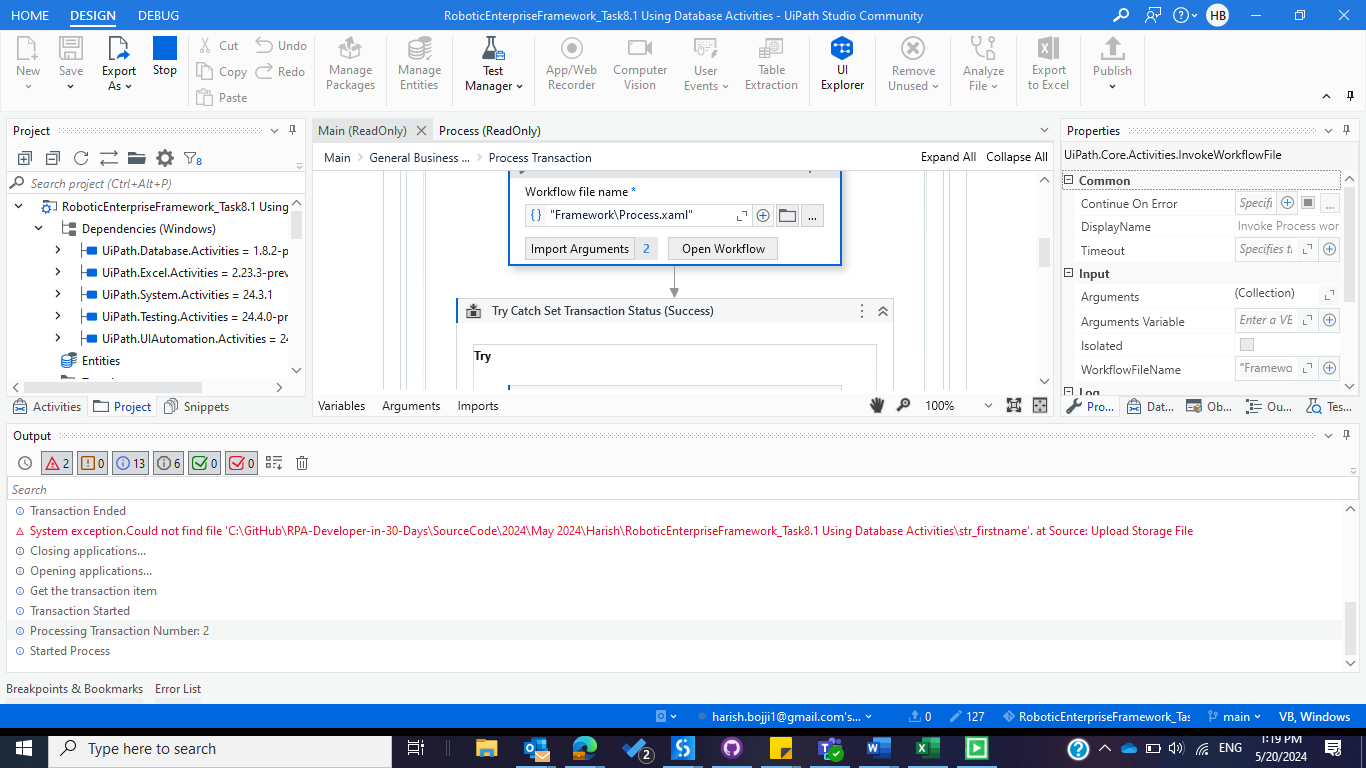 HOME DESIGN DEBUG RoboticEnterpriseFramework_Task8.1 Using Database Activities - UiPath Studio Community HB
New Save Export As Stop Cut Copy Paste Undo Redo Manage Packages Manage Entities Test Manager App/Web Recorder Computer Vision User Events Table Extraction UI Explorer Remove Unused Analyze File Export to Excel Publish
Project
Search project (Ctrl+Alt+P)
RoboticEnterpriseFramework_Task8.1 Using
Dependencies (Windows)
UiPath.Database.Activities = 1.8.2-p
UiPath.Excel.Activities = 2.23.3-prev
UiPath.System.Activities = 24.3.1
UiPath.Testing.Activities = 24.4.0-pr
UiPath.UIAutomation.Activities = 24
Entities
Activities Project Snippets
Main (ReadOnly) Process (ReadOnly)
Main General Business ... Process Transaction Expand All Collapse All
Workflow file name *
"Framework\Process.xaml" ...
Import Arguments 2 Open Workflow
Try Catch Set Transaction Status (Success)
Try
Variables Arguments Imports 100%
Properties
UiPath.Core.Activities.InvokeWorkflowFile
Common
Continue On Error Specifi ...
DisplayName Invoke Process wor
Timeout Specifies t
Input
Arguments (Collection)
Arguments Variable Enter a VE
Isolated
WorkflowFileName "Framewo
Log
Pro... Dat... Ob... Ou... Tes...
Output
2 0 13 6 0 0
Search
Transaction Ended
System exception.Could not find file 'C:\GitHub\RPA-Developer-in-30-Days\SourceCode\2024\May 2024\Harish\RoboticEnterpriseFramework_Task8.1 Using Database Activities\str_firstname'. at Source: Upload Storage File
Closing applications...
Opening applications...
Get the transaction item
Transaction Started
Processing Transaction Number: 2
Started Process
Breakpoints & Bookmarks Error List
harish.bojji1@gmail.com's... 0 127 RoboticEnterpriseFramework_Tas main VB, Windows
Type here to search 2 ENG 1:19 PM
5/20/2024